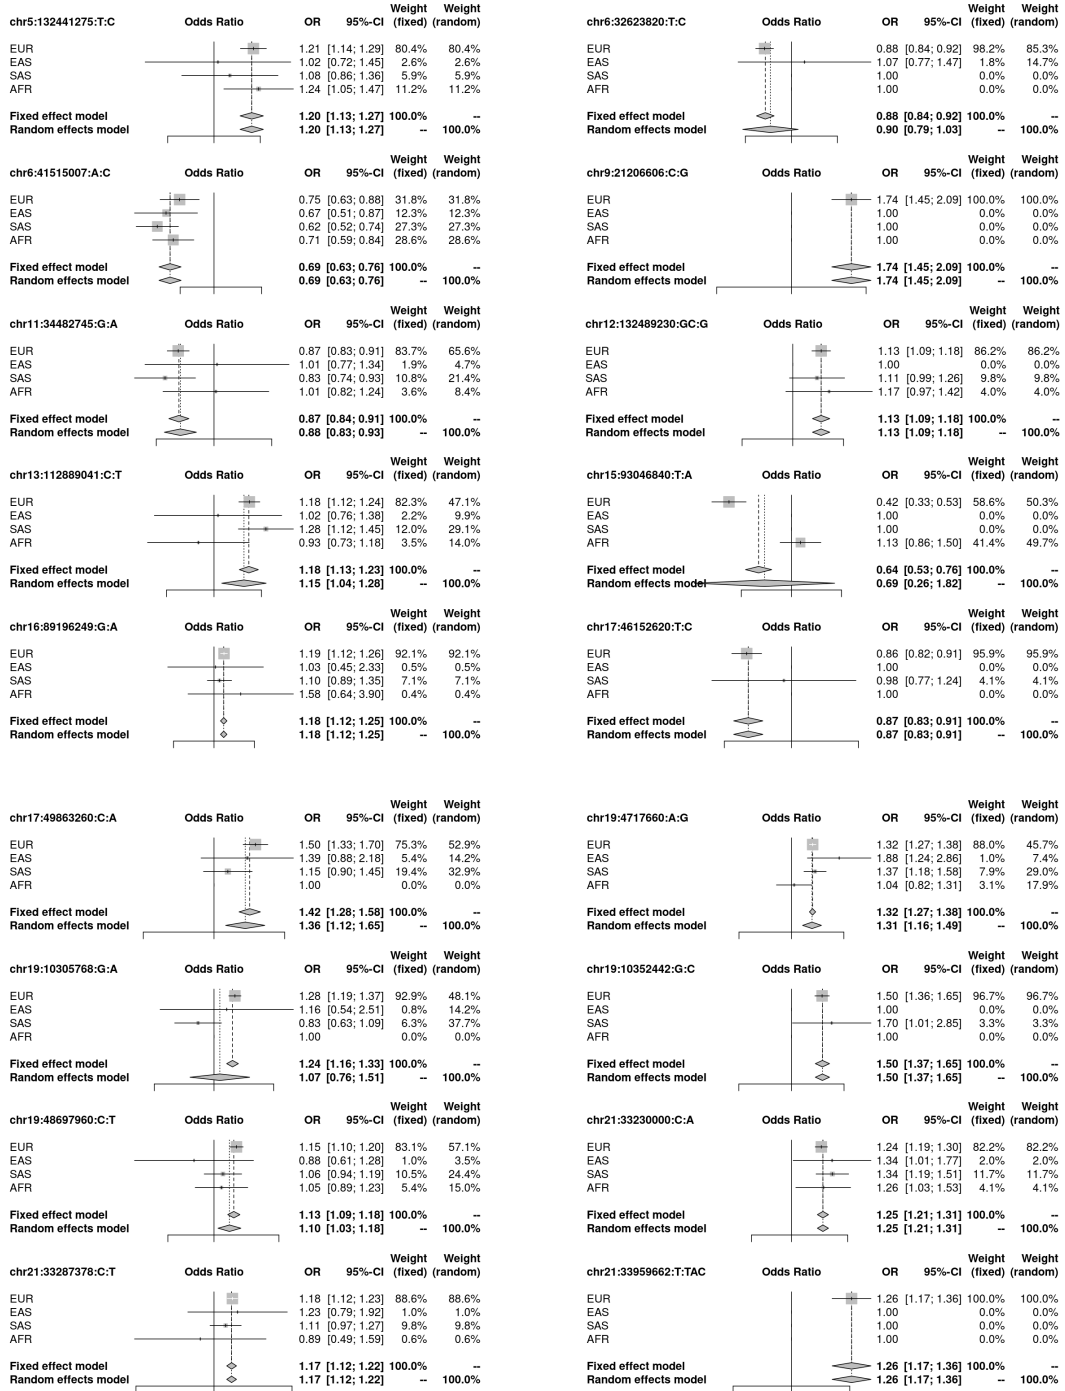 Weight Weight
chr5:132441275:T:C Odds Ratio OR 95%-CI (fixed) (random)
EUR 1.21 [1.14; 1.29] 80.4% 80.4%
EAS 1.02 [0.72; 1.45] 2.6% 2.6%
SAS 1.08 [0.86; 1.36] 5.9% 5.9%
AFR 1.24 [1.05; 1.47] 11.2% 11.2%
Fixed effect model 1.20 [1.13; 1.27] 100.0% --
Random effects model 1.20 [1.13; 1.27] -- 100.0%
Weight Weight
chr6:32623820:T:C Odds Ratio OR 95%-CI (fixed) (random)
EUR 0.88 [0.84; 0.92] 98.2% 85.3%
EAS 1.07 [0.77; 1.47] 1.8% 14.7%
SAS 1.00 0.0% 0.0%
AFR 1.00 0.0% 0.0%
Fixed effect model 0.88 [0.84; 0.92] 100.0% --
Random effects model 0.90 [0.79; 1.03] -- 100.0%
Weight Weight
chr6:41515007:A:C Odds Ratio OR 95%-CI (fixed) (random)
EUR 0.75 [0.63; 0.88] 31.8% 31.8%
EAS 0.67 [0.51; 0.87] 12.3% 12.3%
SAS 0.62 [0.52; 0.74] 27.3% 27.3%
AFR 0.71 [0.59; 0.84] 28.6% 28.6%
Fixed effect model 0.69 [0.63; 0.76] 100.0% --
Random effects model 0.69 [0.63; 0.76] -- 100.0%
Weight Weight
chr9:21206606:C:G Odds Ratio OR 95%-CI (fixed) (random)
EUR 1.74 [1.45; 2.09] 100.0% 100.0%
EAS 1.00 0.0% 0.0%
SAS 1.00 0.0% 0.0%
AFR 1.00 0.0% 0.0%
Fixed effect model 1.74 [1.45; 2.09] 100.0% --
Random effects model 1.74 [1.45; 2.09] -- 100.0%
Weight Weight
chr11:34482745:G:A Odds Ratio OR 95%-CI (fixed) (random)
EUR 0.87 [0.83; 0.91] 83.7% 65.6%
EAS 1.01 [0.77; 1.34] 1.9% 4.7%
SAS 0.83 [0.74; 0.93] 10.8% 21.4%
AFR 1.01 [0.82; 1.24] 3.6% 8.4%
Fixed effect model 0.87 [0.84; 0.91] 100.0% --
Random effects model 0.88 [0.83; 0.93] -- 100.0%
Weight Weight
chr12:132489230:GC:G Odds Ratio OR 95%-CI (fixed) (random)
EUR 1.13 [1.09; 1.18] 86.2% 86.2%
EAS 1.00 0.0% 0.0%
SAS 1.11 [0.99; 1.26] 9.8% 9.8%
AFR 1.17 [0.97; 1.42] 4.0% 4.0%
Fixed effect model 1.13 [1.09; 1.18] 100.0% --
Random effects model 1.13 [1.09; 1.18] -- 100.0%
Weight Weight
chr13:112889041:C:T Odds Ratio OR 95%-CI (fixed) (random)
EUR 1.18 [1.12; 1.24] 82.3% 47.1%
EAS 1.02 [0.76; 1.38] 2.2% 9.9%
SAS 1.28 [1.12; 1.45] 12.0% 29.1%
AFR 0.93 [0.73; 1.18] 3.5% 14.0%
Fixed effect model 1.18 [1.13; 1.23] 100.0% --
Random effects model 1.15 [1.04; 1.28] -- 100.0%
Weight Weight
chr15:93046840:T:A Odds Ratio OR 95%-CI (fixed) (random)
EUR 0.42 [0.33; 0.53] 58.6% 50.3%
EAS 1.00 0.0% 0.0%
SAS 1.00 0.0% 0.0%
AFR 1.13 [0.86; 1.50] 41.4% 49.7%
Fixed effect model 0.64 [0.53; 0.76] 100.0% --
Random effects model 0.69 [0.26; 1.82] -- 100.0%
Weight Weight
chr16:89196249:G:A Odds Ratio OR 95%-CI (fixed) (random)
EUR 1.19 [1.12; 1.26] 92.1% 92.1%
EAS 1.03 [0.45; 2.33] 0.5% 0.5%
SAS 1.10 [0.89; 1.35] 7.1% 7.1%
AFR 1.58 [0.64; 3.90] 0.4% 0.4%
Fixed effect model 1.18 [1.12; 1.25] 100.0% --
Random effects model 1.18 [1.12; 1.25] -- 100.0%
Weight Weight
chr17:46152620:T:C Odds Ratio OR 95%-CI (fixed) (random)
EUR 0.86 [0.82; 0.91] 95.9% 95.9%
EAS 1.00 0.0% 0.0%
SAS 0.98 [0.77; 1.24] 4.1% 4.1%
AFR 1.00 0.0% 0.0%
Fixed effect model 0.87 [0.83; 0.91] 100.0% --
Random effects model 0.87 [0.83; 0.91] -- 100.0%
Weight Weight
chr17:49863260:C:A Odds Ratio OR 95%-CI (fixed) (random)
EUR 1.50 [1.33; 1.70] 75.3% 52.9%
EAS 1.39 [0.88; 2.18] 5.4% 14.2%
SAS 1.15 [0.90; 1.45] 19.4% 32.9%
AFR 1.00 0.0% 0.0%
Fixed effect model 1.42 [1.28; 1.58] 100.0% --
Random effects model 1.36 [1.12; 1.65] -- 100.0%
Weight Weight
chr19:4717660:A:G Odds Ratio OR 95%-CI (fixed) (random)
EUR 1.32 [1.27; 1.38] 88.0% 45.7%
EAS 1.88 [1.24; 2.86] 1.0% 7.4%
SAS 1.37 [1.18; 1.58] 7.9% 29.0%
AFR 1.04 [0.82; 1.31] 3.1% 17.9%
Fixed effect model 1.32 [1.27; 1.38] 100.0% --
Random effects model 1.31 [1.16; 1.49] -- 100.0%
Weight Weight
chr19:10305768:G:A Odds Ratio OR 95%-CI (fixed) (random)
EUR 1.28 [1.19; 1.37] 92.9% 48.1%
EAS 1.16 [0.54; 2.51] 0.8% 14.2%
SAS 0.83 [0.63; 1.09] 6.3% 37.7%
AFR 1.00 0.0% 0.0%
Fixed effect model 1.24 [1.16; 1.33] 100.0% --
Random effects model 1.07 [0.76; 1.51] -- 100.0%
Weight Weight
chr19:10352442:G:C Odds Ratio OR 95%-CI (fixed) (random)
EUR 1.50 [1.36; 1.65] 96.7% 96.7%
EAS 1.00 0.0% 0.0%
SAS 1.70 [1.01; 2.85] 3.3% 3.3%
AFR 1.00 0.0% 0.0%
Fixed effect model 1.50 [1.37; 1.65] 100.0% --
Random effects model 1.50 [1.37; 1.65] -- 100.0%
Weight Weight
chr19:48697960:C:T Odds Ratio OR 95%-CI (fixed) (random)
EUR 1.15 [1.10; 1.20] 83.1% 57.1%
EAS 0.88 [0.61; 1.28] 1.0% 3.5%
SAS 1.06 [0.94; 1.19] 10.5% 24.4%
AFR 1.05 [0.89; 1.23] 5.4% 15.0%
Fixed effect model 1.13 [1.09; 1.18] 100.0% --
Random effects model 1.10 [1.03; 1.18] -- 100.0%
Weight Weight
chr21:33230000:C:A Odds Ratio OR 95%-CI (fixed) (random)
EUR 1.24 [1.19; 1.30] 82.2% 82.2%
EAS 1.34 [1.01; 1.77] 2.0% 2.0%
SAS 1.34 [1.19; 1.51] 11.7% 11.7%
AFR 1.26 [1.03; 1.53] 4.1% 4.1%
Fixed effect model 1.25 [1.21; 1.31] 100.0% --
Random effects model 1.25 [1.21; 1.31] -- 100.0%
Weight Weight
chr21:33287378:C:T Odds Ratio OR 95%-CI (fixed) (random)
EUR 1.18 [1.12; 1.23] 88.6% 88.6%
EAS 1.23 [0.79; 1.92] 1.0% 1.0%
SAS 1.11 [0.97; 1.27] 9.8% 9.8%
AFR 0.89 [0.49; 1.59] 0.6% 0.6%
Fixed effect model 1.17 [1.12; 1.22] 100.0% --
Random effects model 1.17 [1.12; 1.22] -- 100.0%
Weight Weight
chr21:33959662:T:TAC Odds Ratio OR 95%-CI (fixed) (random)
EUR 1.26 [1.17; 1.36] 100.0% 100.0%
EAS 1.00 0.0% 0.0%
SAS 1.00 0.0% 0.0%
AFR 1.00 0.0% 0.0%
Fixed effect model 1.26 [1.17; 1.36] 100.0% --
Random effects model 1.26 [1.17; 1.36] -- 100.0%